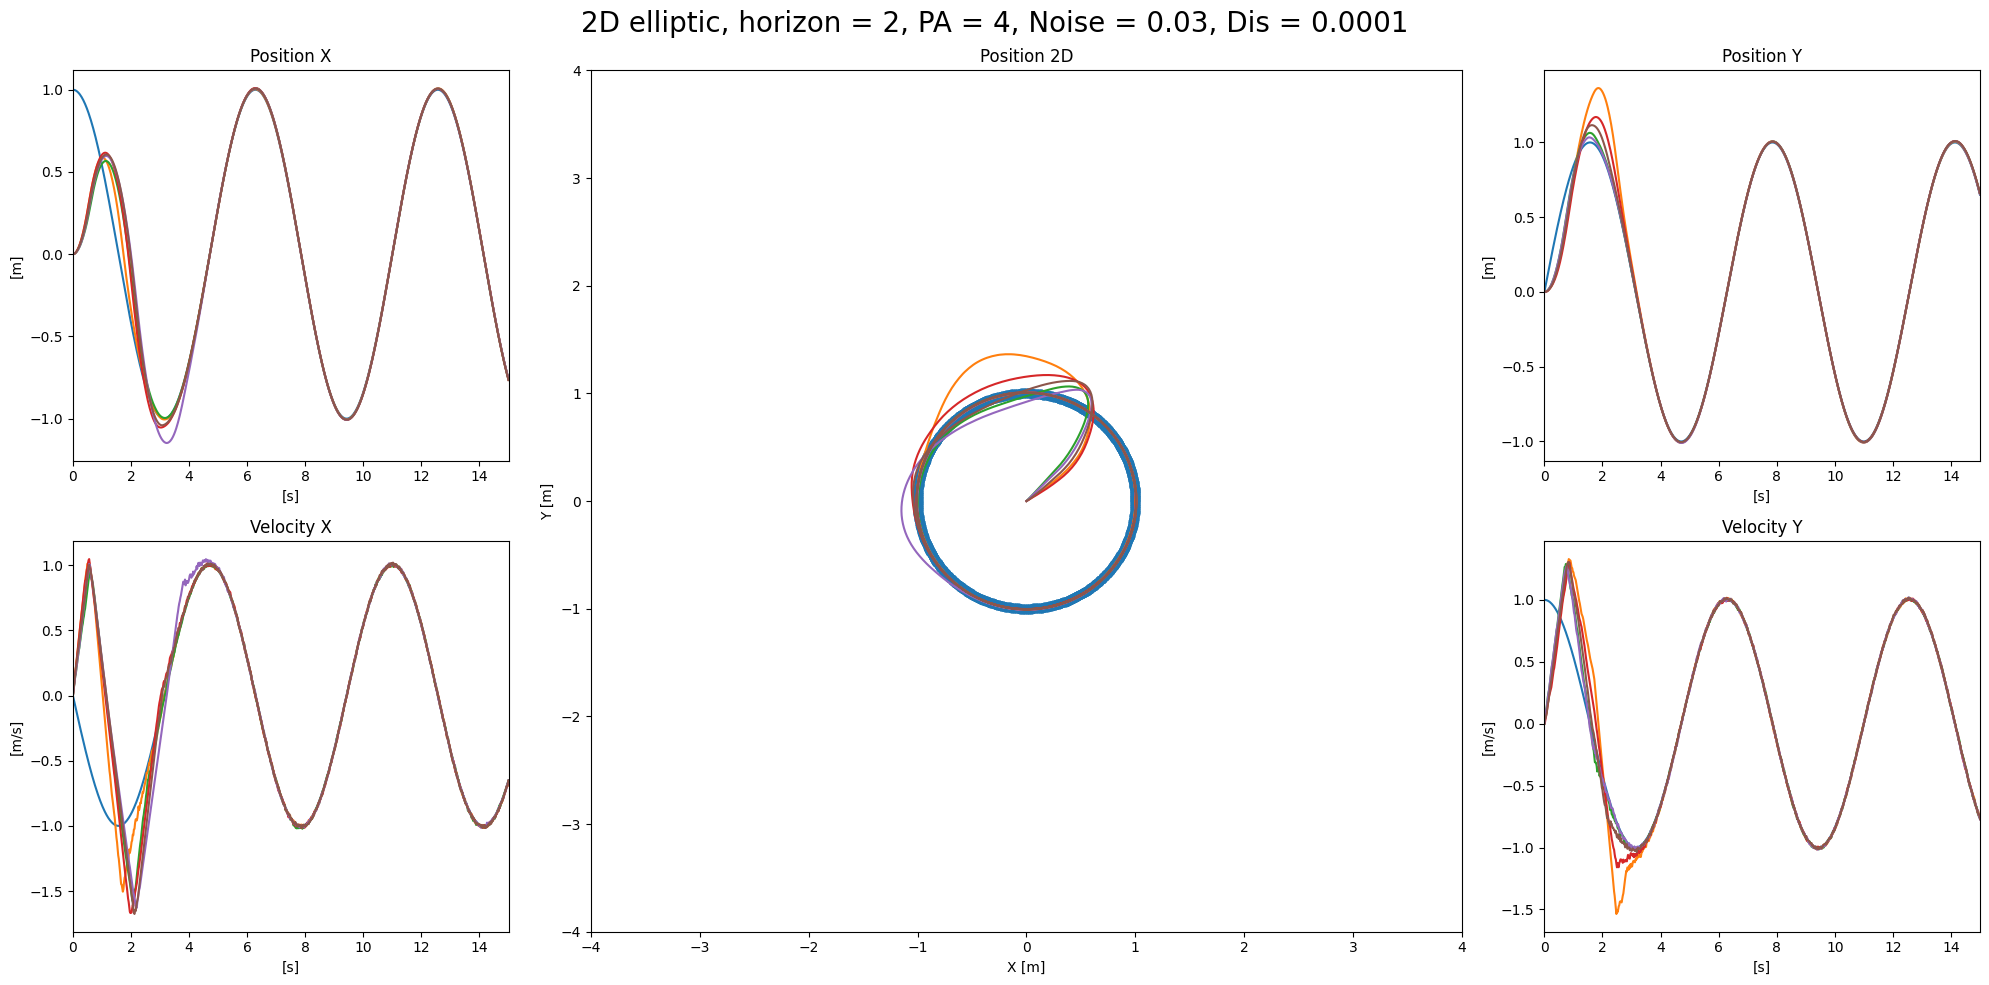 2D elliptic, horizon = 2, PA = 4, Noise = 0.03, Dis = 0.0001
Position X
1.0
0.5
0.0
−0.5
−1.0
[m]
0 2 4 6 8 10 12 14
[s]
Velocity X
1.0
0.5
0.0
−0.5
−1.0
−1.5
[m/s]
0 2 4 6 8 10 12 14
[s]
Position 2D
4
3
2
1
0
−1
−2
−3
−4
Y [m]
−4 −3 −2 −1 0 1 2 3 4
X [m]
Position Y
1.0
0.5
0.0
−0.5
−1.0
[m]
0 2 4 6 8 10 12 14
[s]
Velocity Y
1.0
0.5
0.0
−0.5
−1.0
−1.5
[m/s]
0 2 4 6 8 10 12 14
[s]